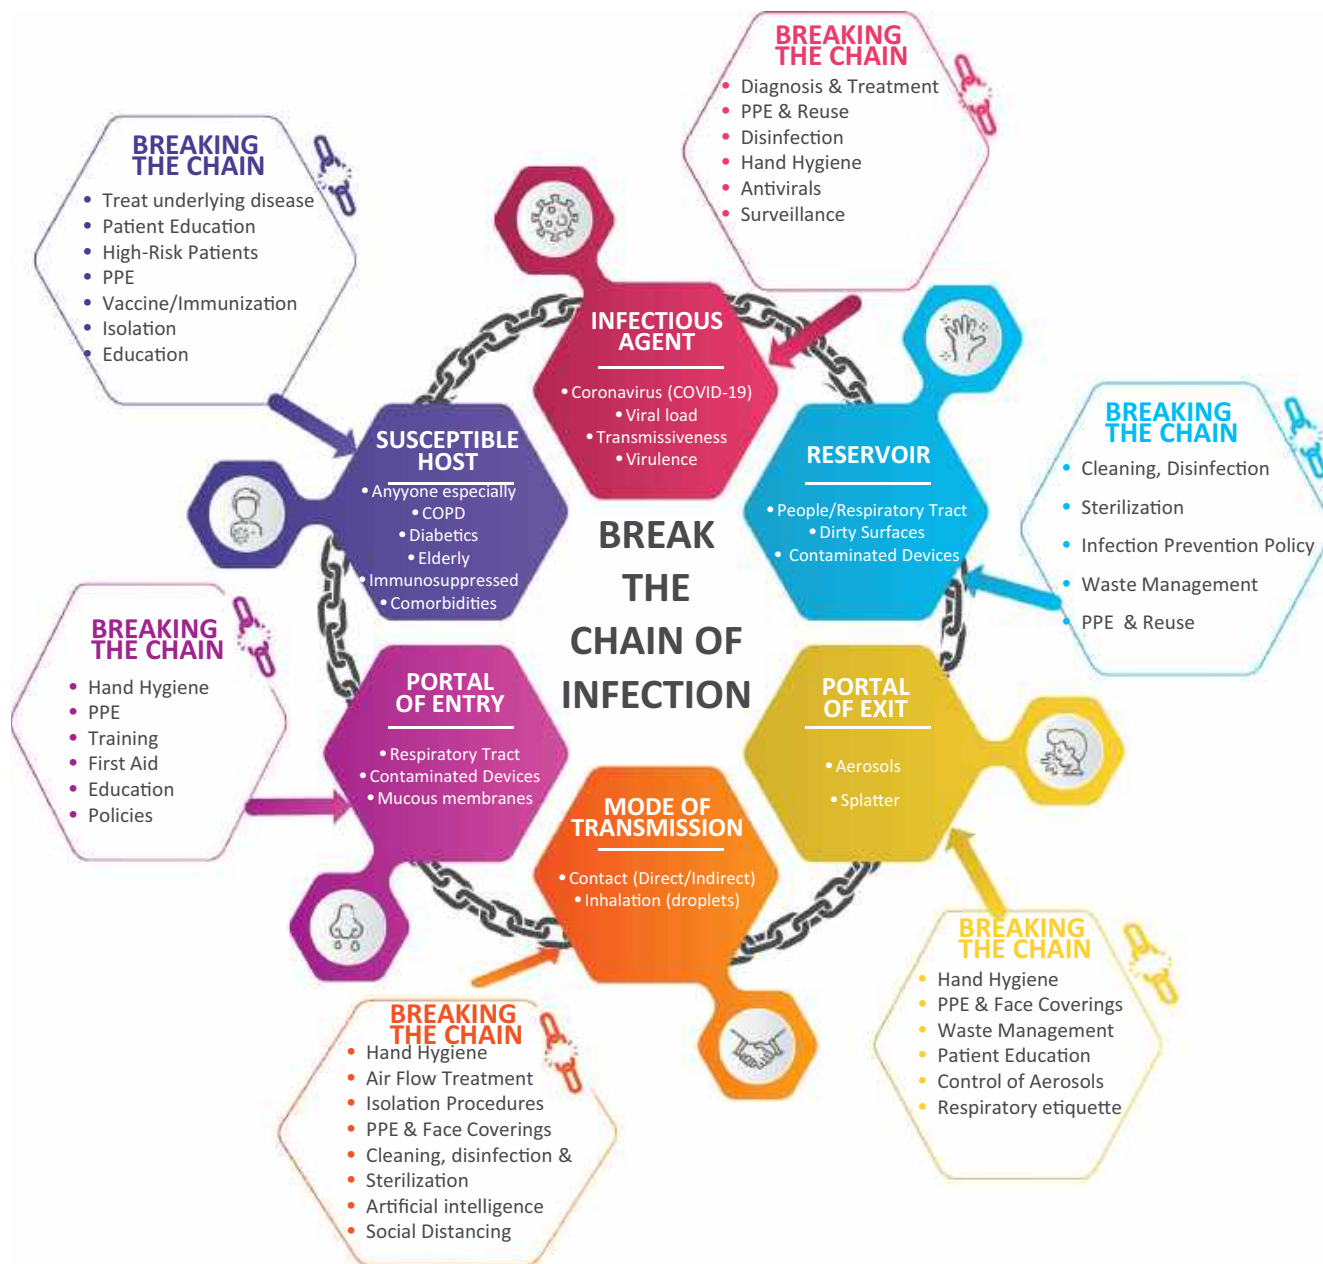 BREAKING
THE CHAIN
• Diagnosis & Treatment
• PPE & Reuse
• Disinfection
• Hand Hygiene
• Antivirals
• Surveillance
BREAKING
THE CHAIN
• Treat underlying disease
• Patient Education
• High-Risk Patients
• PPE
• Vaccine/Immunization
• Isolation
• Education
INFECTIOUS
AGENT
• Coronavirus (COVID-19)
• Viral load
• Transmissiveness
• Virulence
SUSCEPTIBLE
HOST
• Anyyone especially
• COPD
• Diabetics
• Elderly
• Immunosuppressed
• Comorbidities
RESERVOIR
• People/Respiratory Tract
• Dirty Surfaces
• Contaminated Devices
BREAKING
THE CHAIN
• Cleaning, Disinfection
• Sterilization
• Infection Prevention Policy
• Waste Management
• PPE & Reuse
BREAK
THE
CHAIN OF
INFECTION
BREAKING
THE CHAIN
• Hand Hygiene
• PPE
• Training
• First Aid
• Education
• Policies
PORTAL
OF ENTRY
• Respiratory Tract
• Contaminated Devices
• Mucous membranes
PORTAL
OF EXIT
• Aerosols
• Splatter
MODE OF
TRANSMISSION
• Contact (Direct/Indirect)
• Inhalation (droplets)
BREAKING
THE CHAIN
• Hand Hygiene
• PPE & Face Coverings
• Waste Management
• Patient Education
• Control of Aerosols
• Respiratory etiquette
BREAKING
THE CHAIN
• Hand Hygiene
• Air Flow Treatment
• Isolation Procedures
• PPE & Face Coverings
• Cleaning, disinfection &
• Sterilization
• Artificial intelligence
• Social Distancing